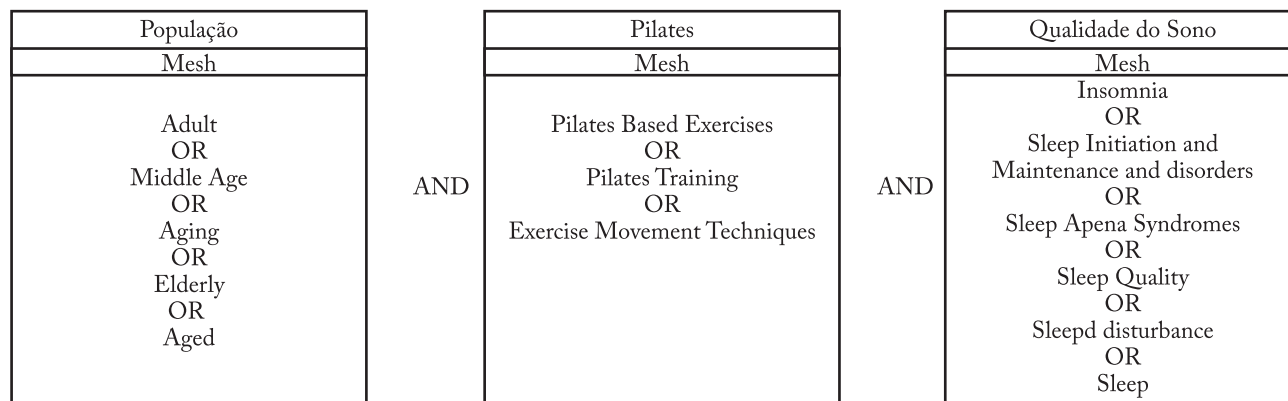 População
Mesh
Adult
OR
Middle Age
OR
Aging
OR
Elderly
OR
Aged
AND
Pilates
Mesh
Pilates Based Exercises
OR
Pilates Training
OR
Exercise Movement Techniques
AND
Qualidade do Sono
Mesh
Insomnia
OR
Sleep Initiation and
Maintenance and disorders
OR
Sleep Apena Syndromes
OR
Sleep Quality
OR
Sleepd disturbance
OR
Sleep